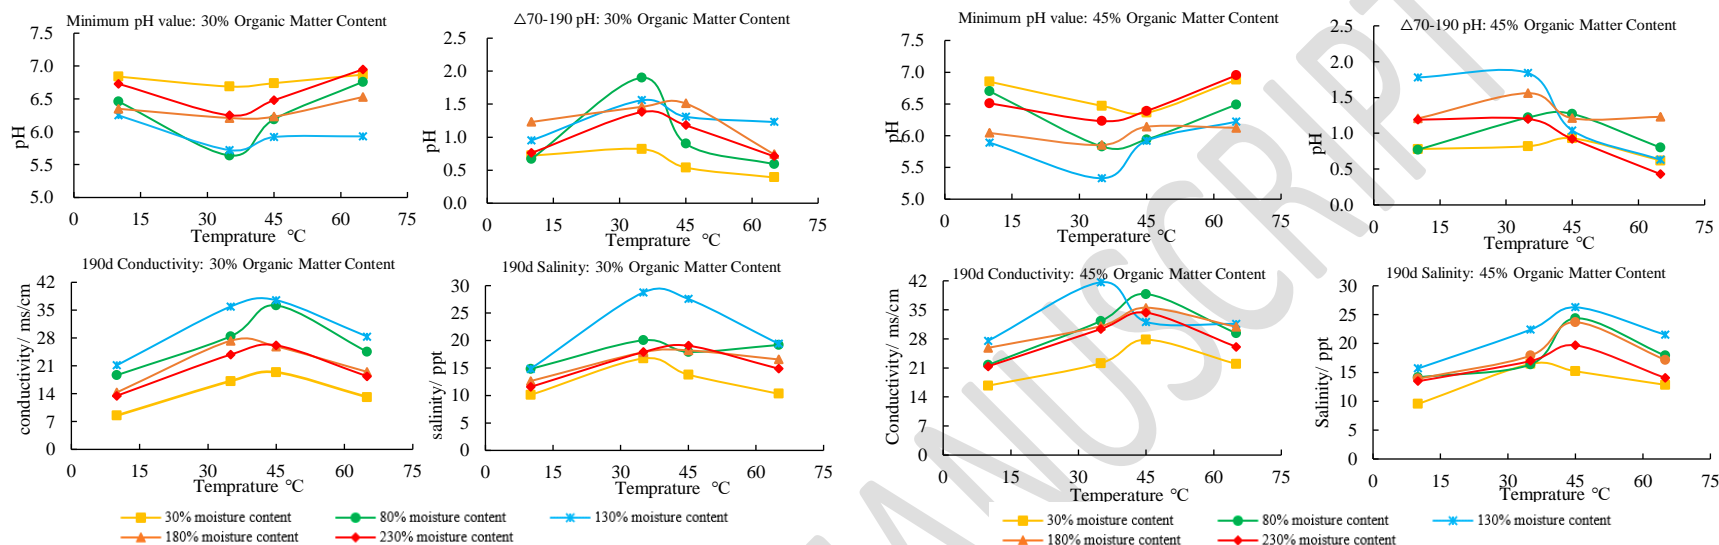 Minimum pH value: 30% Organic Matter Content
7.5
7.0
6.5
6.0
5.5
5.0
pH
0 15 30 45 60 75
Temprature °C
△70-190 pH: 30% Organic Matter Content
2.5
2.0
1.5
1.0
0.5
0.0
pH
0 15 30 45 60 75
Temprature °C
Minimum pH value: 45% Organic Matter Content
7.5
7.0
6.5
6.0
5.5
5.0
pH
0 15 30 45 60 75
Temprature °C
△70-190 pH: 45% Organic Matter Content
2.5
2.0
1.5
1.0
0.5
0.0
pH
0 15 30 45 60 75
Temprature °C
190d Conductivity: 30% Organic Matter Content
42
35
28
21
14
7
0
conductivity/ ms/cm
0 15 30 45 60 75
Temprature °C
190d Salinity: 30% Organic Matter Content
30
25
20
15
10
5
0
salinity/ ppt
0 15 30 45 60 75
Temprature °C
190d Conductivity: 45% Organic Matter Content
42
35
28
21
14
7
0
Conductivity/ ms/cm
0 15 30 45 60 75
Temprature °C
190d Salinity: 45% Organic Matter Content
30
25
20
15
10
5
0
Salinity/ ppt
0 15 30 45 60 75
Temprature °C
30% moisture content 80% moisture content 130% moisture content
180% moisture content 230% moisture content
30% moisture content 80% moisture content 130% moisture content
180% moisture content 230% moisture content
MANUSCRIPT